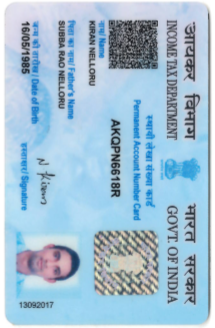 आयकर विभाग
INCOME TAX DEPARTMENT
भारत सरकार
GOVT. OF INDIA
स्थायी लेखा संख्या कार्ड
Permanent Account Number Card
AKQPN6618R
नाम / Name
KIRAN NELLORU
पिता का नाम / Father's Name
SUBBA RAO NELLORU
जन्म की तारीख / Date of Birth
16/05/1985
हस्ताक्षर / Signature
N Kiran
13092017